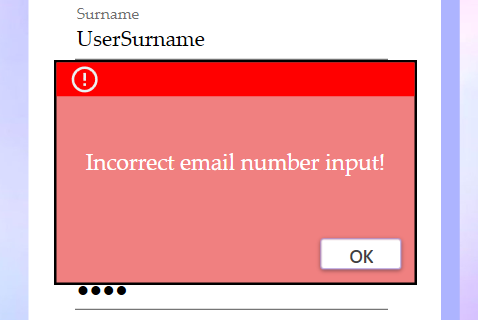 Surname
UserSurname
Incorrect email number input!
OK